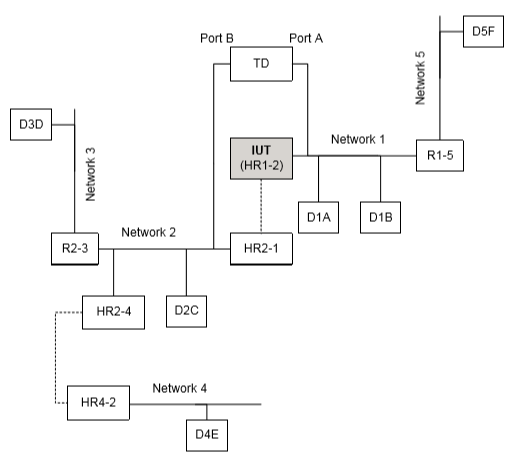 Port B
Port A
D5F
TD
Network 5
D3D
IUT
(HR1-2)
Network 1
R1-5
Network 3
D1A
D1B
Network 2
R2-3
HR2-1
HR2-4
D2C
Network 4
HR4-2
D4E